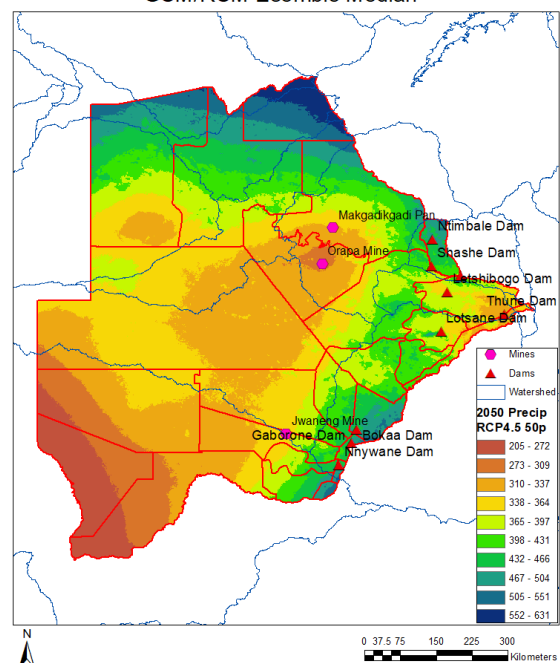 Makgadikgadi Pan
Ntimbale Dam
Orapa Mine
Shashe Dam
Letshibogo Dam
Thune Dam
Lotsane Dam
Mines
Dams
Watershed
2050 Precip
RCP4.5 50p
205 - 272
273 - 309
310 - 337
338 - 364
365 - 397
398 - 431
432 - 466
467 - 504
505 - 551
552 - 631
Jwaneng Mine
Gaborone Dam
Bokaa Dam
Nnywane Dam
N
0 37.5 75 150 225 300
Kilometers